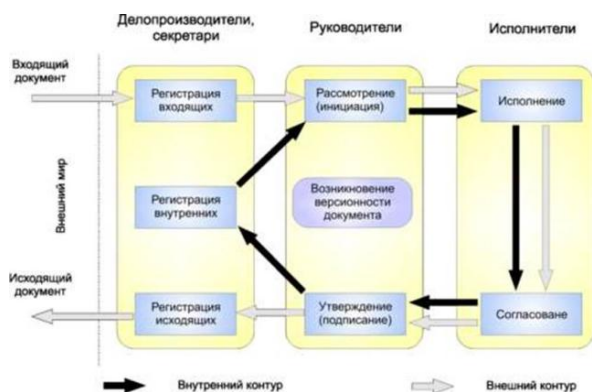 Делопроизводители,
секретари
Руководители
Исполнители
Входящий
документ
Регистрация
входящих
Рассмотрение
(инициация)
Исполнение
Внешний мир
Регистрация
внутренних
Возникновение
версионности
документа
Исходящий
документ
Регистрация
исходящих
Утверждение
(подписание)
Согласоване
Внутренний контур
Внешний контур